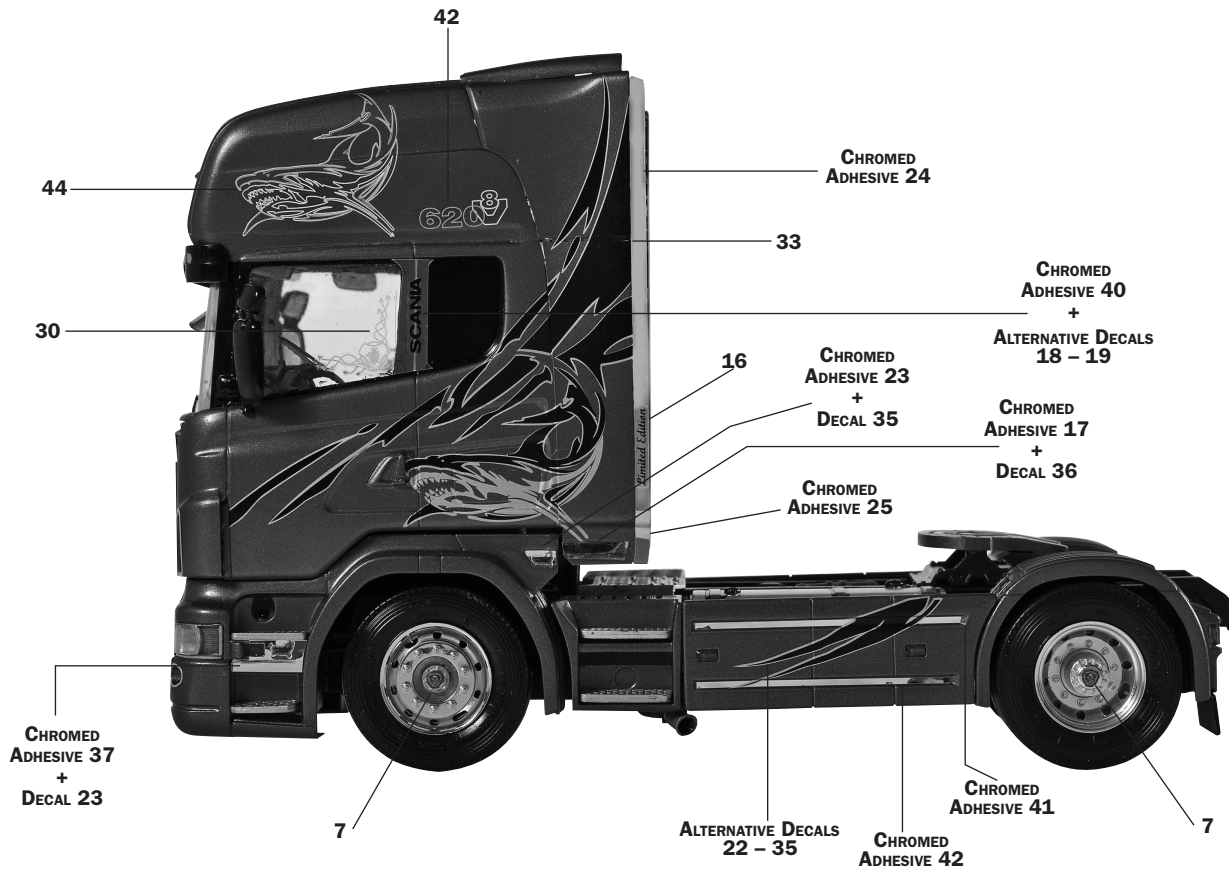 42
44
CHROMED
ADHESIVE 24
620 V8
33
CHROMED
ADHESIVE 40
+
ALTERNATIVE DECALS
18 – 19
30
SCANIA
16
CHROMED
ADHESIVE 23
+
DECAL 35
CHROMED
ADHESIVE 17
+
DECAL 36
Limited Edition
CHROMED
ADHESIVE 25
CHROMED
ADHESIVE 37
+
DECAL 23
7
ALTERNATIVE DECALS
22 – 35
CHROMED
ADHESIVE 42
CHROMED
ADHESIVE 41
7